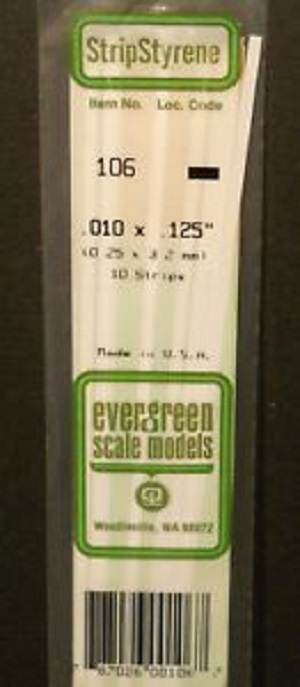 StripStyrene
Item No. Loc. Code
106
.010 x .125"
(0.25 x 3.2 mm)
10 Strips
Made in U.S.A.
evergreen
scale models
Woodinville, WA 98072